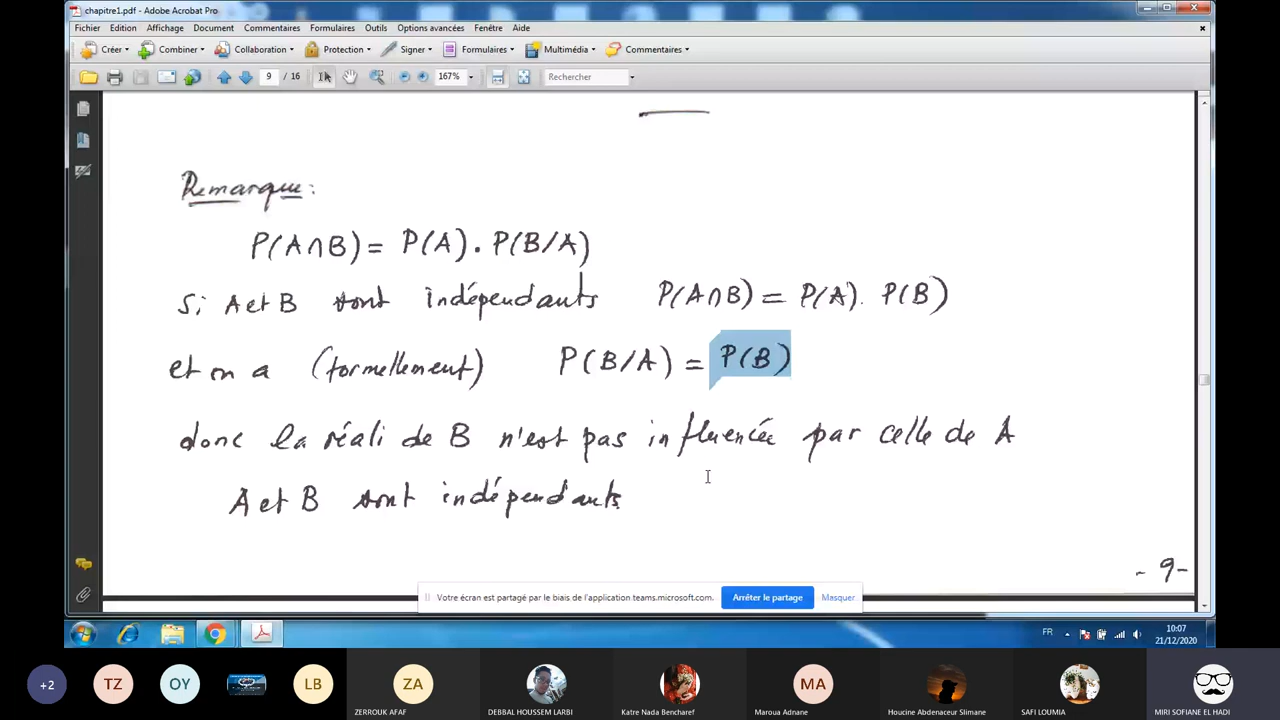 chapitre1.pdf - Adobe Acrobat Pro
Fichier Edition Affichage Document Commentaires Formulaires Outils Options avancées Fenêtre Aide
Créer Combiner Collaboration Protection Signer Formulaires Multimédia Commentaires
9 / 16 167% Rechercher
Remarque:
P(A∩B) = P(A) . P(B/A)
Si A et B sont indépendants P(A∩B) = P(A). P(B)
et on a (formellement) P(B/A) = P(B)
donc la réali de B n'est pas influencée par celle de A
A et B sont indépendants.
- 9-
Votre écran est partagé par le biais de l'application teams.microsoft.com. Arrêter le partage Masquer
FR 10:07
21/12/2020
+2 TZ OY LB ZA MA
ZERROUK AFAF DEBBAL HOUSSEM LARBI Katre Nada Bencharef Maroua Adnane Houcine Abdenaceur Slimane SAFI LOUMIA MIRI SOFIANE EL HADI